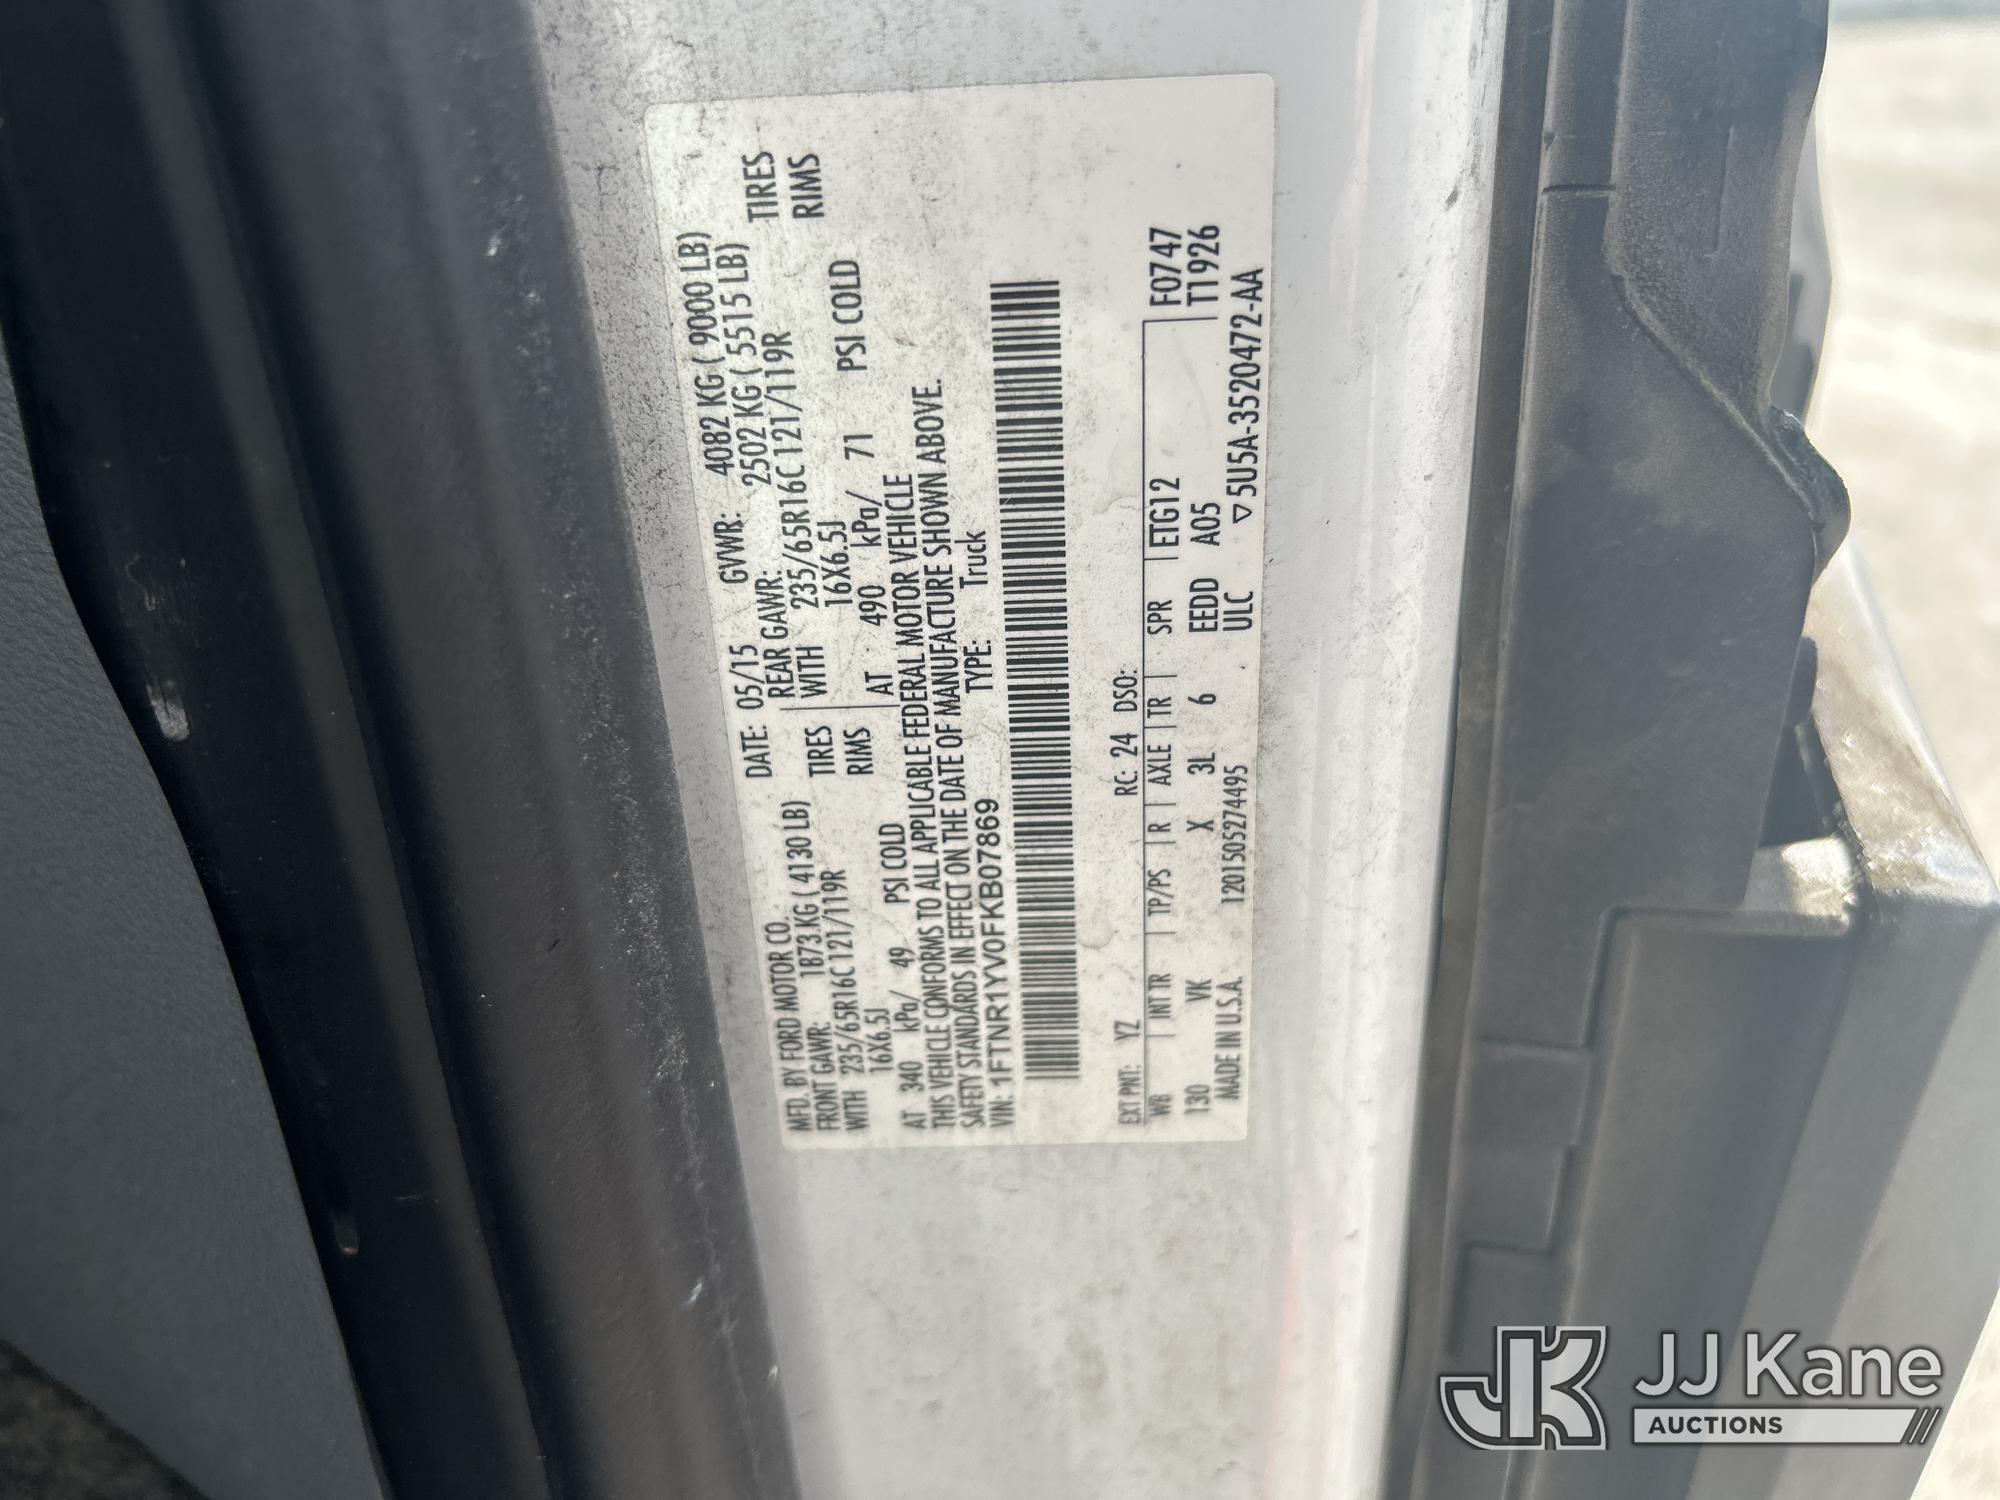 MFD. BY FORD MOTOR CO. DATE: 05/15 GVWR: 4082 KG ( 9000 LB)
FRONT GAWR: 1873 KG ( 4130 LB) REAR GAWR: 2502 KG ( 5515 LB)
WITH 235/65R16C 121/119R TIRES WITH 235/65R16C 121/119R TIRES
16X6.5J RIMS 16X6.5J RIMS
AT 340 kPa/ 49 PSI COLD AT 490 kPa/ 71 PSI COLD
THIS VEHICLE CONFORMS TO ALL APPLICABLE FEDERAL MOTOR VEHICLE
SAFETY STANDARDS IN EFFECT ON THE DATE OF MANUFACTURE SHOWN ABOVE.
VIN: 1FTNR1YV0FKB07869 TYPE: Truck
EXT PNT: YZ RC: 24 DSO:
WB | INT TR | TP/PS | R | AXLE | TR | SPR | ETG12 F0747
130 VK X 3L 6 EEDD A05 T1926
MADE IN U.S.A. 1201505274495 ULC ▽ 5U5A-3520472-AA
JK JJ Kane
AUCTIONS